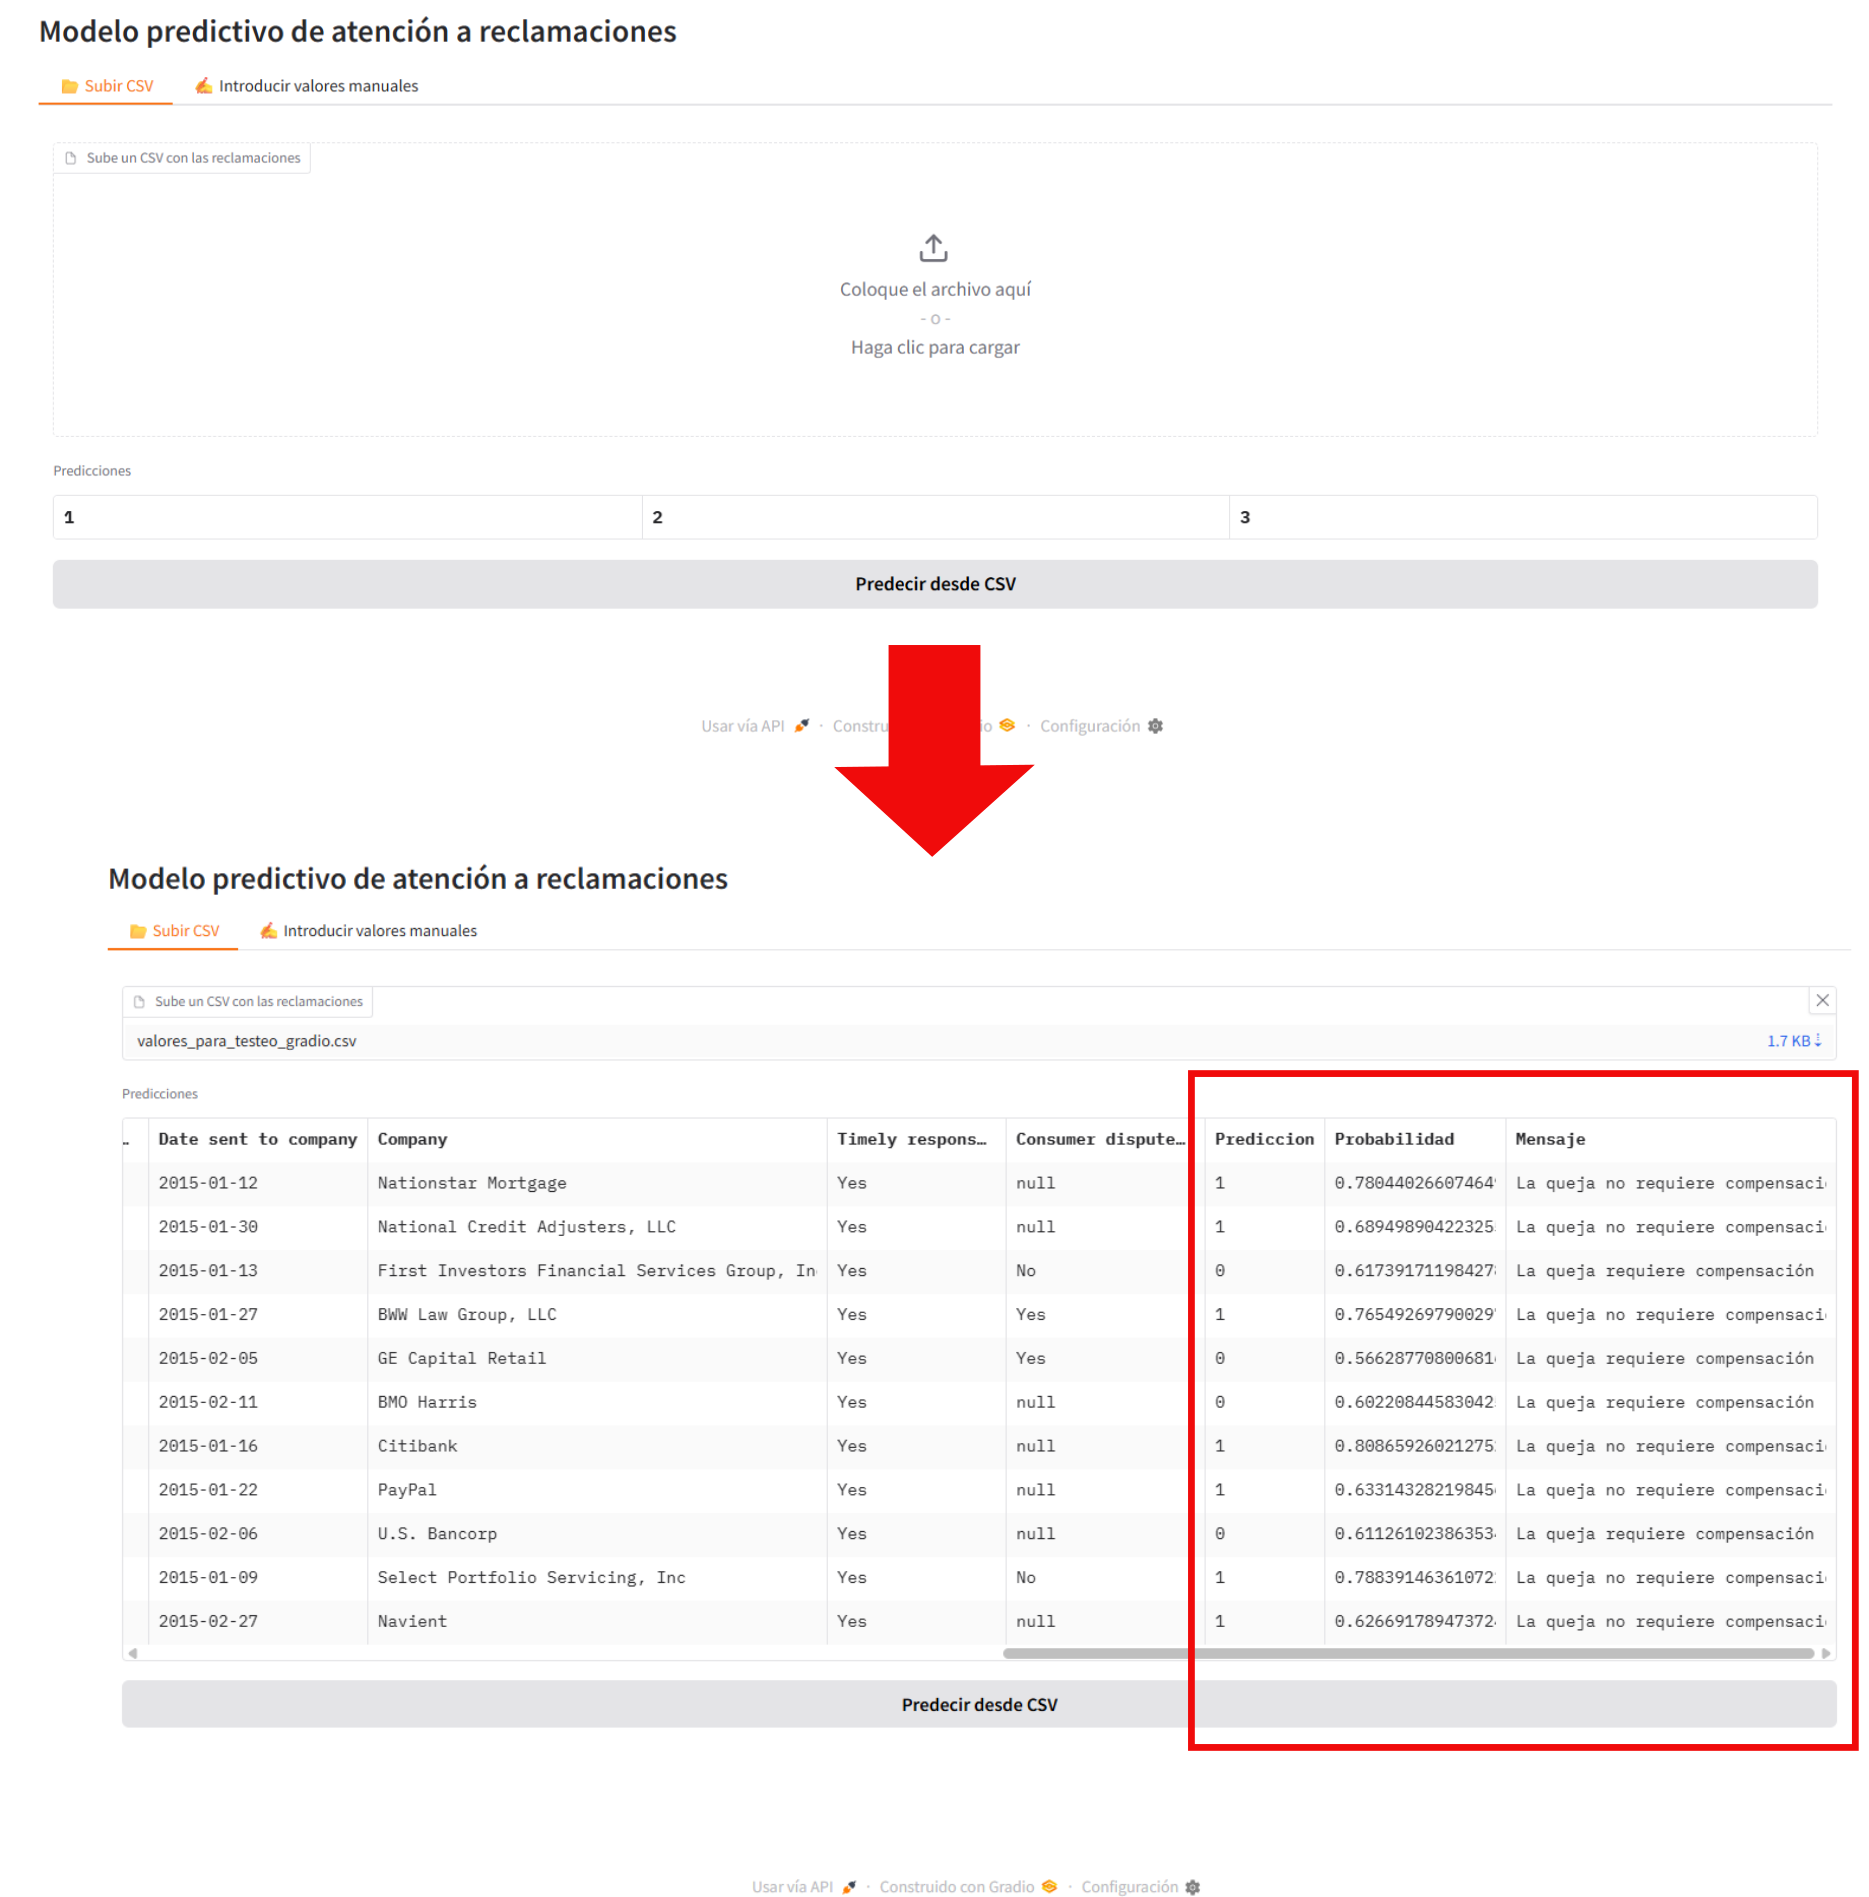 Modelo predictivo de atención a reclamaciones
Subir CSV Introducir valores manuales
Sube un CSV con las reclamaciones
Coloque el archivo aquí
- o -
Haga clic para cargar
Predicciones
1 2 3
Predecir desde CSV
Usar vía API · Constru io · Configuración
Modelo predictivo de atención a reclamaciones
Subir CSV Introducir valores manuales
Sube un CSV con las reclamaciones
valores_para_testeo_gradio.csv 1.7 KB
Predicciones
… Date sent to company Company Timely respons… Consumer dispute… Prediccion Probabilidad Mensaje
2015-01-12 Nationstar Mortgage Yes null 1 0.78044026607464 La queja no requiere compensaci
2015-01-30 National Credit Adjusters, LLC Yes null 1 0.68949890422325 La queja no requiere compensaci
2015-01-13 First Investors Financial Services Group, In Yes No 0 0.61739171198427 La queja requiere compensación
2015-01-27 BWW Law Group, LLC Yes Yes 1 0.76549269790029 La queja no requiere compensaci
2015-02-05 GE Capital Retail Yes Yes 0 0.56628770800681 La queja requiere compensación
2015-02-11 BMO Harris Yes null 0 0.60220844583042 La queja requiere compensación
2015-01-16 Citibank Yes null 1 0.80865926021275 La queja no requiere compensaci
2015-01-22 PayPal Yes null 1 0.63314328219845 La queja no requiere compensaci
2015-02-06 U.S. Bancorp Yes null 0 0.61126102386353 La queja requiere compensación
2015-01-09 Select Portfolio Servicing, Inc Yes No 1 0.78839146361072 La queja no requiere compensaci
2015-02-27 Navient Yes null 1 0.62669178947372 La queja no requiere compensaci
Predecir desde CSV
Usar vía API · Construido con Gradio · Configuración